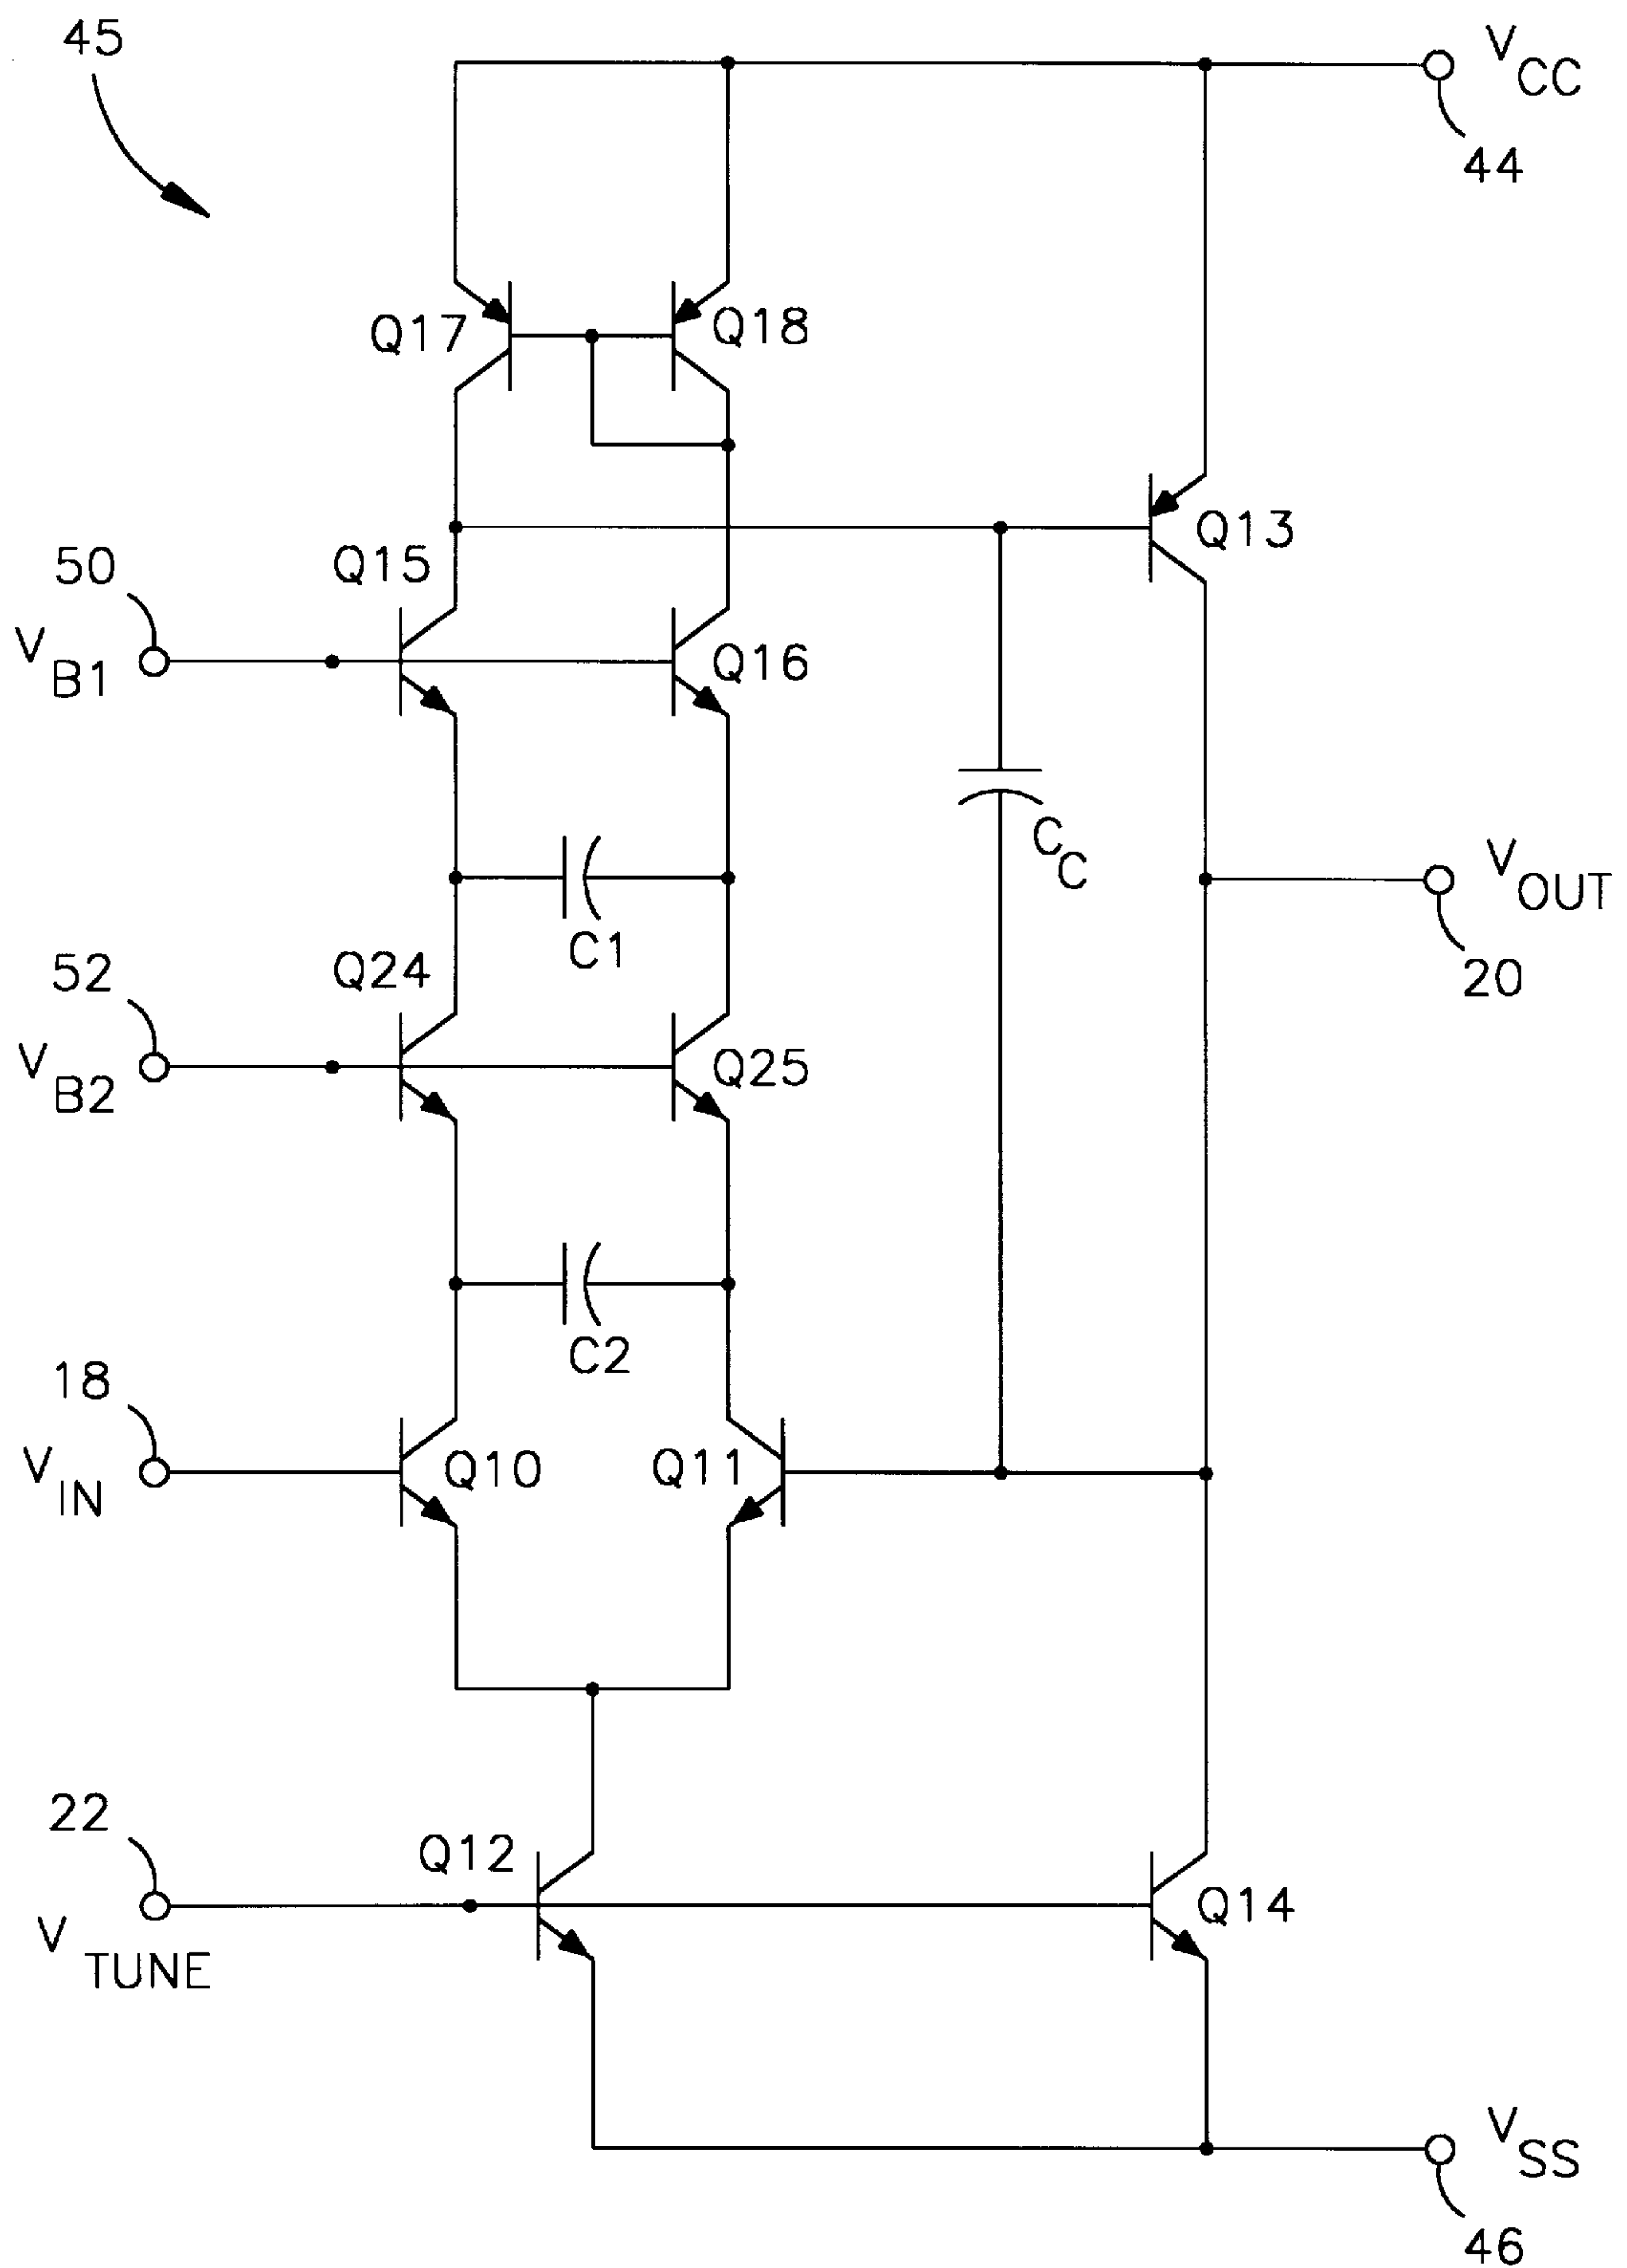 45
V CC
44
Q17
Q18
Q13
50
Q15
V B1
Q16
C C
V OUT
20
C1
52
Q24
V B2
Q25
C2
18
V IN
Q10
Q11
22
Q12
V TUNE
Q14
V SS
46